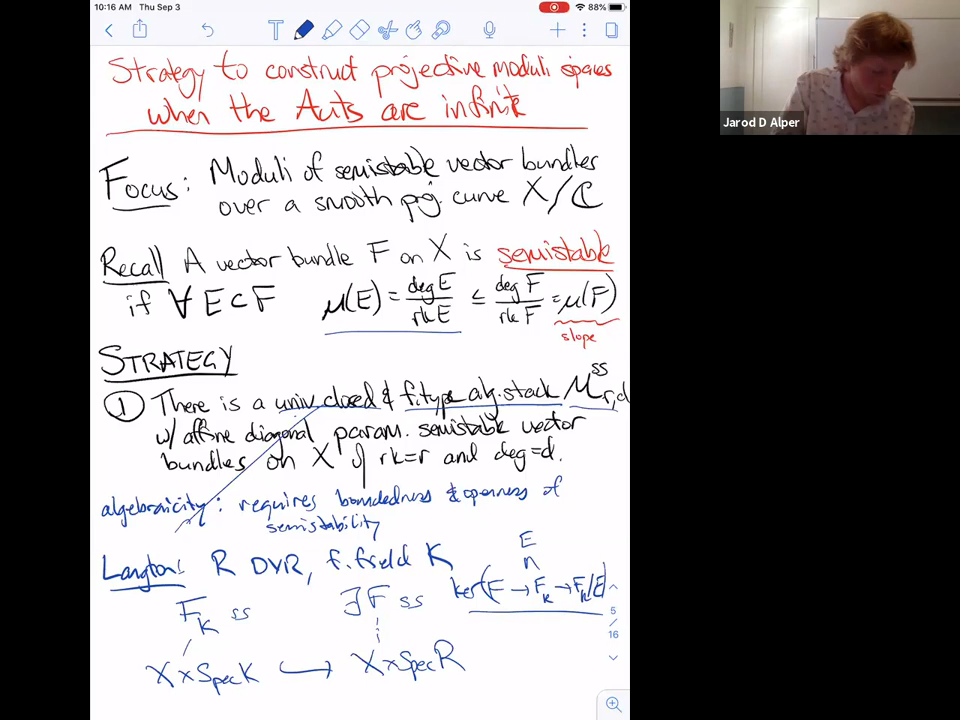 10:16 AM Thu Sep 3
88%
Strategy to construct projective moduli spaces
when the Auts are infinite
Focus: Moduli of semistable vector bundles
over a smooth proj. curve X/ℂ
Recall A vector bundle F on X is semistable
if ∀ E⊂F μ(E) = deg E / rk E ≤ deg F / rk F = μ(F)
slope
STRATEGY
① There is a univ. closed & f.type alg. stack M^ss_{r,d}
w/ affine diagonal param. semistable vector
bundles on X of rk=r and deg=d.
algebraicity: requires boundedness & openness of
semistability
Langton: R DVR, f.field K
E
∩
F_K ss ∃F ss ker(F → F_k → F_k/E)
X×Spec K ↪ X×Spec R
5
/
16
Jarod D Alper